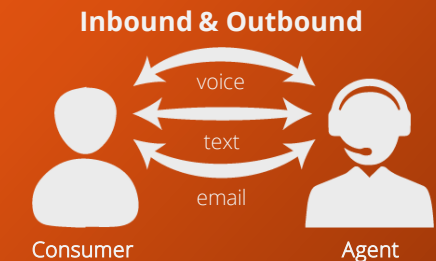 Inbound & Outbound
voice
text
email
Consumer
Agent